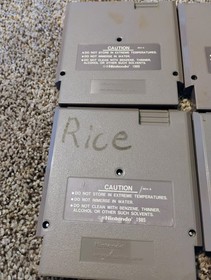 CAUTION
•DO NOT STORE IN EXTREME TEMPERATURES.
•DO NOT IMMERSE IN WATER.
•DO NOT CLEAN WITH BENZENE, THINNER,
ALCOHOL OR OTHER SUCH SOLVENTS.
Nintendo 1985
Rice
CAUTION
•DO NOT STORE IN EXTREME TEMPERATURES.
•DO NOT IMMERSE IN WATER.
•DO NOT CLEAN WITH BENZENE, THINNER,
ALCOHOL OR OTHER SUCH SOLVENTS.
Nintendo 1985